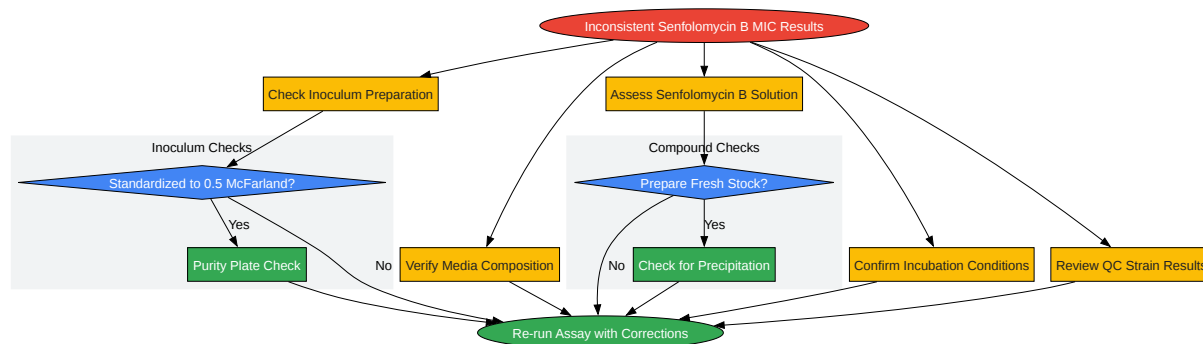 Inconsistent Senfolomycin B MIC Results
Check Inoculum Preparation
Assess Senfolomycin B Solution
Inoculum Checks
Compound Checks
Standardized to 0.5 McFarland?
Prepare Fresh Stock?
Yes
Yes
Purity Plate Check
No
Verify Media Composition
No
Check for Precipitation
Confirm Incubation Conditions
Review QC Strain Results
Re-run Assay with Corrections